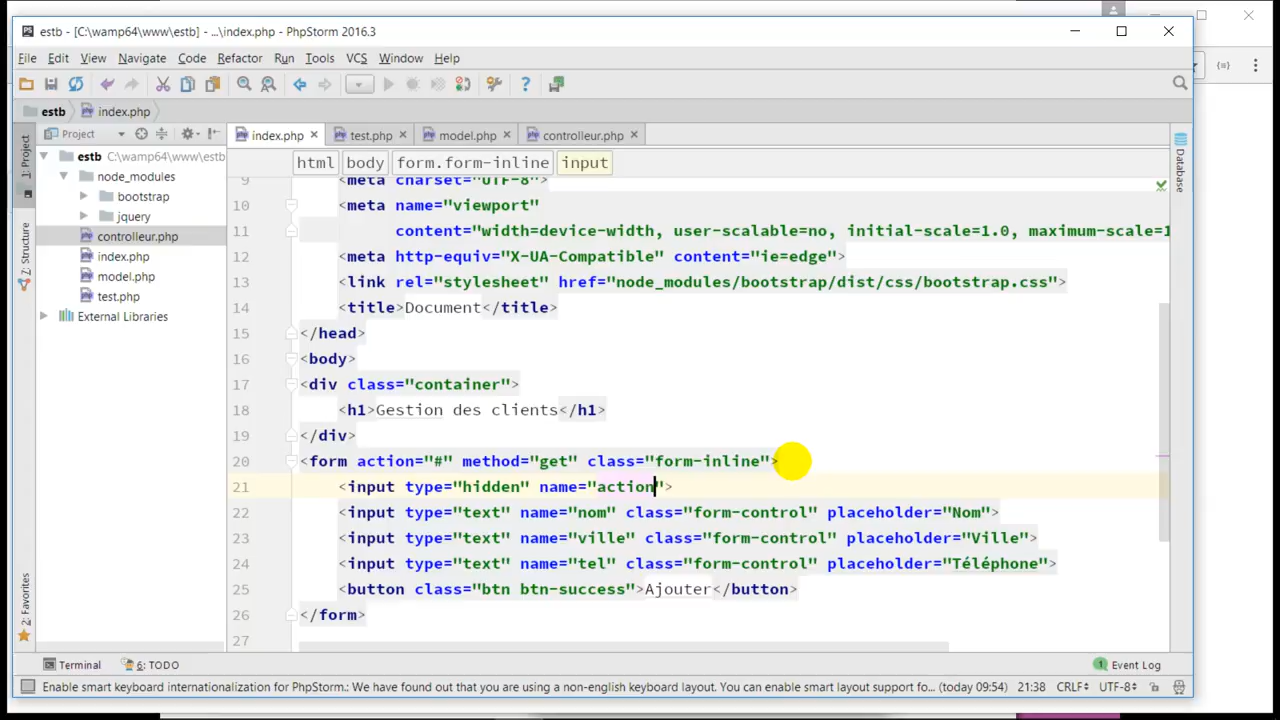 estb - [C:\wamp64\www\estb] - ...\index.php - PhpStorm 2016.3
File Edit View Navigate Code Refactor Run Tools VCS Window Help
estb index.php
Project
index.php test.php model.php controlleur.php
html body form.form-inline input
1: Project
Z: Structure
2: Favorites
Database
estb C:\wamp64\www\estb
node_modules
bootstrap
jquery
controlleur.php
index.php
model.php
test.php
External Libraries
9 <meta charset="UTF-8">
10 <meta name="viewport"
11 content="width=device-width, user-scalable=no, initial-scale=1.0, maximum-scale=1
12 <meta http-equiv="X-UA-Compatible" content="ie=edge">
13 <link rel="stylesheet" href="node_modules/bootstrap/dist/css/bootstrap.css">
14 <title>Document</title>
15 </head>
16 <body>
17 <div class="container">
18 <h1>Gestion des clients</h1>
19 </div>
20 <form action="#" method="get" class="form-inline">
21 <input type="hidden" name="action">
22 <input type="text" name="nom" class="form-control" placeholder="Nom">
23 <input type="text" name="ville" class="form-control" placeholder="Ville">
24 <input type="text" name="tel" class="form-control" placeholder="Téléphone">
25 <button class="btn btn-success">Ajouter</button>
26 </form>
27
Terminal 6: TODO 1 Event Log
Enable smart keyboard internationalization for PhpStorm.: We have found out that you are using a non-english keyboard layout. You can enable smart layout support fo... (today 09:54) 21:38 CRLF UTF-8